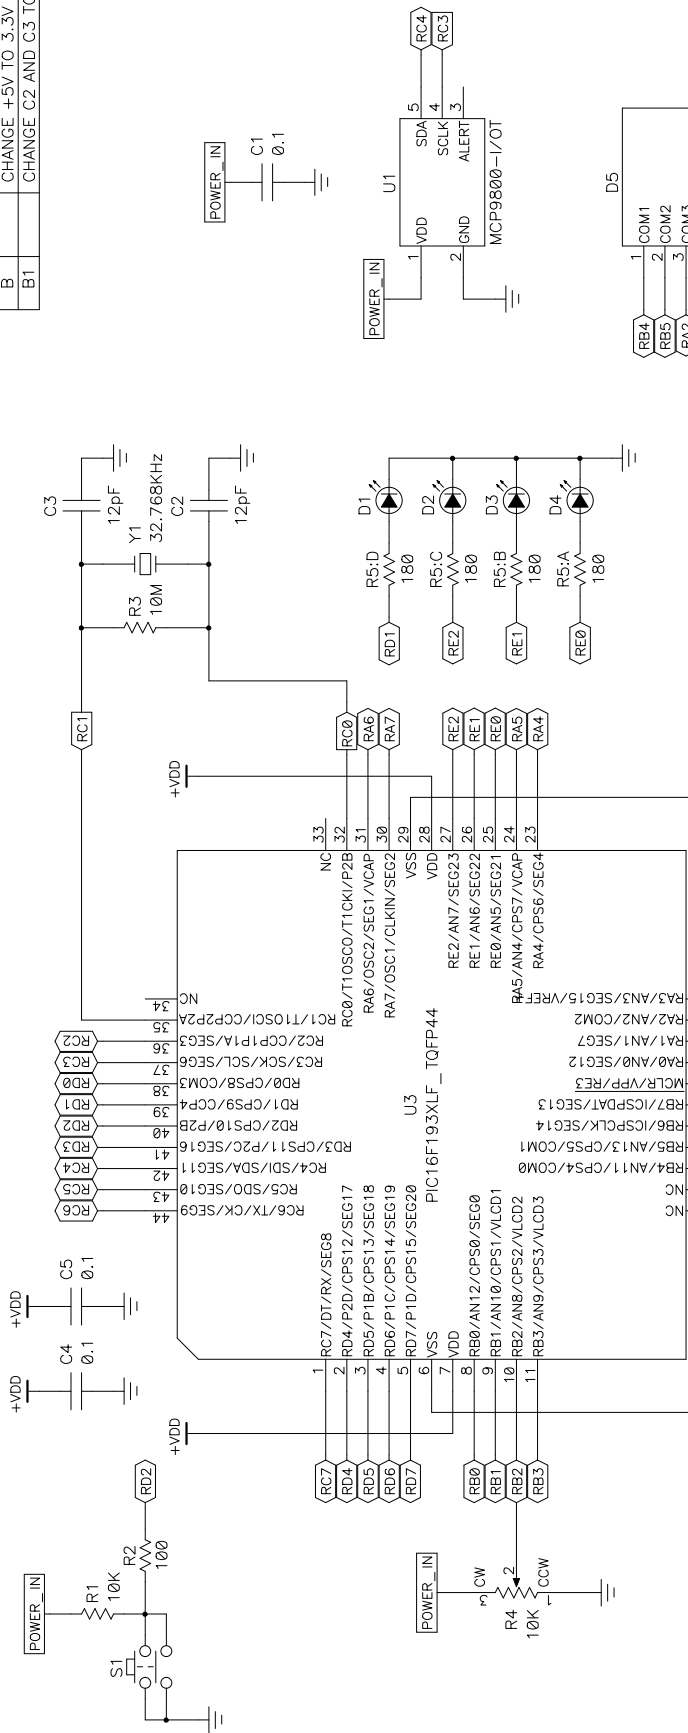 B CHANGE +5V TO 3.3V
B1 CHANGE C2 AND C3 TO
POWER_IN
C1
0.1
RC4
RC3
5
4
3
SDA
SCLK
ALERT
U1
MCP9800-I/OT
VDD
GND
1
2
POWER_IN
D5
COM1
COM2
COM3
1
2
3
RB4
RB5
RA2
C3
12pF
Y1
32.768KHz
C2
12pF
R3
10M
RC1
D1
D2
D3
D4
R5:D
180
R5:C
180
R5:B
180
R5:A
180
RD1
RE2
RE1
RE0
RC0
RA6
RA7
RE2
RE1
RE0
RA5
RA4
+VDD
33 NC
32 RC0/T1OSCO/T1CKI/P2B
31 RA6/OSC2/SEG1/VCAP
30 RA7/OSC1/CLKIN/SEG2
29 VSS
28 VDD
27 RE2/AN7/SEG23
26 RE1/AN6/SEG22
25 RE0/AN5/SEG21
24 RA5/AN4/CPS7/VCAP
23 RA4/CPS6/SEG4
34 NC
35 RC1/T1OSCI/CCP2P2A
36 RC2/CCP1P1A/SEG3
37 RC3/SCK/SCL/SEG6
38 RD0/CPS8/COM3
39 RD1/CPS9/CCP4
40 RD2/CPS10/P2B
41 RD3/CPS11/P2C/SEG16
42 RC4/SDI/SDA/SEG11
43 RC5/SDO/SEG10
44 RC6/TX/CK/SEG9
RC2
RC3
RD0
RD1
RD2
RD3
RC4
RC5
RC6
U3
PIC16F193XLF_TQFP44
RA3/AN3/SEG15/VREF
RA2/AN2/COM2
RA1/AN1/SEG7
RA0/AN0/SEG12
MCLR/VPP/RE3
RB7/ICSPDAT/SEG13
RB6/ICSPCLK/SEG14
RB5/AN13/CPS5/COM1
RB4/AN11/CPS4/COM0
NC
NC
1 RC7/DT/RX/SEG8
2 RD4/P2D/CPS12/SEG17
3 RD5/P1B/CPS13/SEG18
4 RD6/P1C/CPS14/SEG19
5 RD7/P1D/CPS15/SEG20
6 VSS
7 VDD
8 RB0/AN12/CPS0/SEG0
9 RB1/AN10/CPS1/VLCD1
10 RB2/AN8/CPS2/VLCD2
11 RB3/AN9/CPS3/VLCD3
+VDD
C5
0.1
+VDD
C4
0.1
+VDD
RC7
RD4
RD5
RD6
RD7
RB0
RB1
RB2
RB3
RD2
R2
100
POWER_IN
R1
10K
S1
POWER_IN
3 CW
2
1 CCW
R4
10K